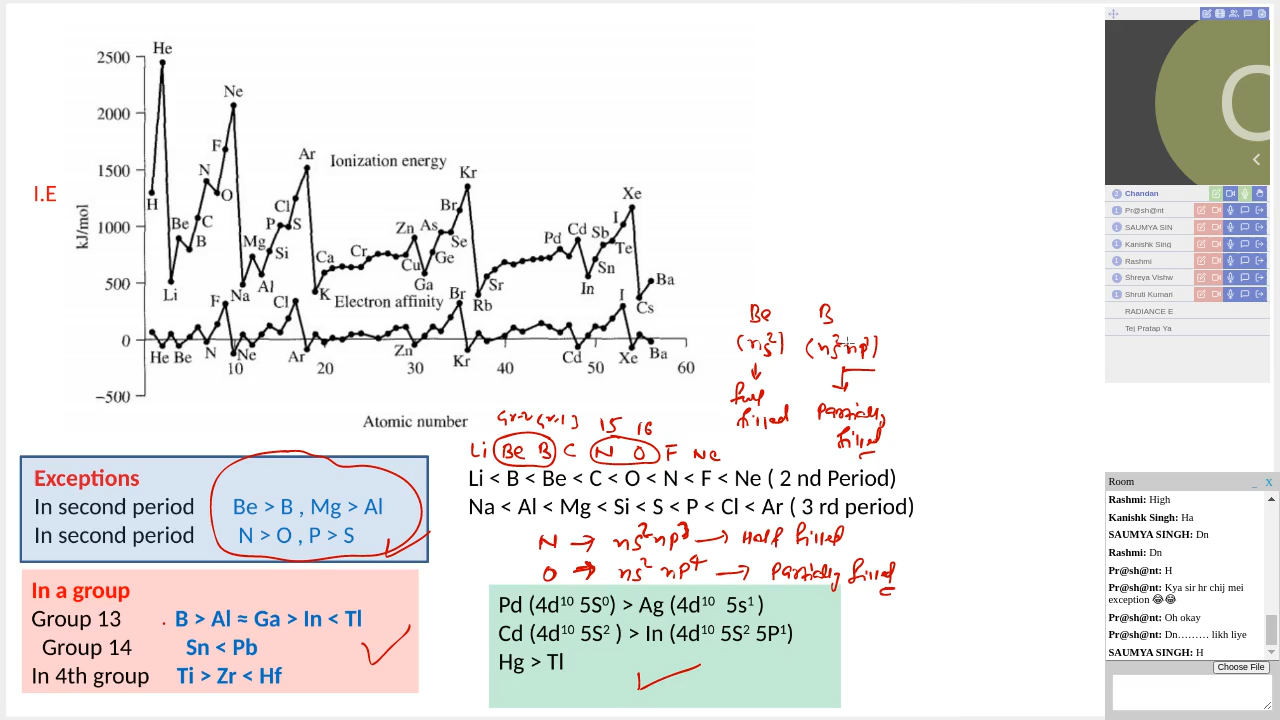 I.E
He
2500
Ne
2000
F
Ar
Ionization energy
N
1500
Kr
H
O
Xe
Cl
Br
kJ/mol
Be
C
P
S
Zn
As
Pd
Cd
Sb
I
1000
B
Mg
Si
Cr
Se
Te
Ca
Cu
Ge
Sn
500
Al
Ga
Sr
In
Ba
Li
F
Na
Cl
K
Electron affinity
Br
Rb
I
Cs
0
He Be
N
Ne
Ar
Zn
Kr
Cd
Xe
Ba
10
20
30
40
50
60
−500
Atomic number
Be B
(ns²) (ns²np¹)
full
filled
Partially
filled
Gr-2 Gr-13 15 16
Li Be B C N O F Ne
Li < B < Be < C < O < N < F < Ne ( 2 nd Period)
Na < Al < Mg < Si < S < P < Cl < Ar ( 3 rd period)
N → ns²np³ → Half filled
O → ns² np⁴ → Partially filled
Exceptions
In second period Be > B , Mg > Al
In second period N > O , P > S
In a group
Group 13 . B > Al ≈ Ga > In < Tl
Group 14 Sn < Pb
In 4th group Ti > Zr < Hf
Pd (4d¹⁰ 5S⁰) > Ag (4d¹⁰ 5s¹ )
Cd (4d¹⁰ 5S² ) > In (4d¹⁰ 5S² 5P¹)
Hg > Tl
Chandan
Pr@sh@nt
SAUMYA SIN
Kanishk Sing
Rashmi
Shreya Vishw
Shruti Kumari
RADIANCE E
Tej Pratap Ya
Room _ X
Rashmi: High
Kanishk Singh: Ha
SAUMYA SINGH: Dn
Rashmi: Dn
Pr@sh@nt: H
Pr@sh@nt: Kya sir hr chij mei
exception 😂😂
Pr@sh@nt: Oh okay
Pr@sh@nt: Dn……… likh liye
SAUMYA SINGH: H
Choose File